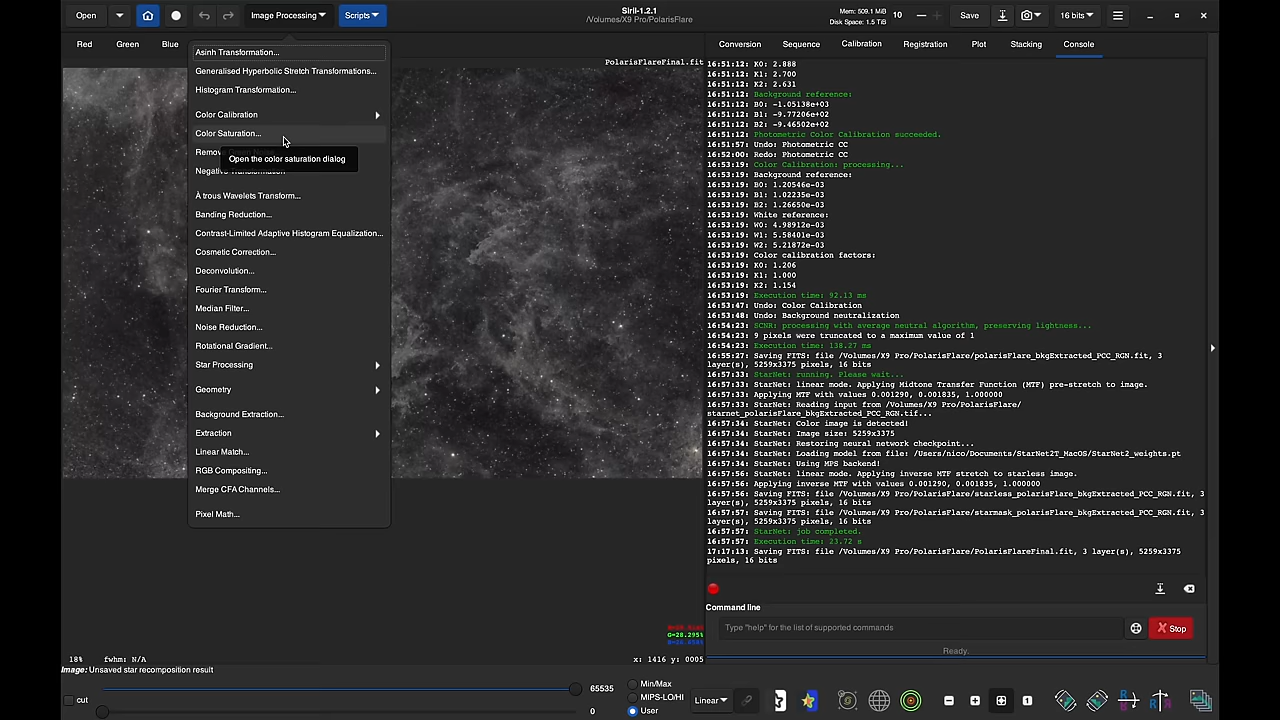 Open
Image Processing
Scripts
Siril-1.2.1
/Volumes/X9 Pro/PolarisFlare
Mem: 509.1 MiB
Disk Space: 1.5 TiB
10
Save
16 bits
Red
Green
Blue
PolarisFlareFinal.fit
Asinh Transformation...
Generalised Hyperbolic Stretch Transformations...
Histogram Transformation...
Color Calibration
Color Saturation...
Open the color saturation dialog
Negative Transformation
À trous Wavelets Transform...
Banding Reduction...
Contrast-Limited Adaptive Histogram Equalization...
Cosmetic Correction...
Deconvolution...
Fourier Transform...
Median Filter...
Noise Reduction...
Rotational Gradient...
Star Processing
Geometry
Background Extraction...
Extraction
Linear Match...
RGB Compositing...
Merge CFA Channels...
Pixel Math...
Conversion
Sequence
Calibration
Registration
Plot
Stacking
Console
16:51:12: K0: 2.888
16:51:12: K1: 2.700
16:51:12: K2: 2.631
16:51:12: Background reference:
16:51:12: B0: -1.05138e+03
16:51:12: B1: -9.77206e+02
16:51:12: B2: -9.46502e+02
16:51:12: Photometric Color Calibration succeeded.
16:51:57: Undo: Photometric CC
16:52:00: Redo: Photometric CC
16:53:19: Color Calibration: processing...
16:53:19: Background reference:
16:53:19: B0: 1.20546e-03
16:53:19: B1: 1.02235e-03
16:53:19: B2: 1.26650e-03
16:53:19: White reference:
16:53:19: W0: 4.98912e-03
16:53:19: W1: 5.58401e-03
16:53:19: W2: 5.21872e-03
16:53:19: Color calibration factors:
16:53:19: K0: 1.206
16:53:19: K1: 1.000
16:53:19: K2: 1.154
16:53:19: Execution time: 92.13 ms
16:53:47: Undo: Color Calibration
16:53:48: Undo: Background neutralization
16:54:23: SCNR: processing with average neutral algorithm, preserving lightness...
16:54:23: 9 pixels were truncated to a maximum value of 1
16:54:23: Execution time: 138.27 ms
16:55:27: Saving FITS: file /Volumes/X9 Pro/PolarisFlare/polarisFlare_bkgExtracted_PCC_RGN.fit, 3
layer(s), 5259x3375 pixels, 16 bits
16:57:33: StarNet: running. Please wait...
16:57:33: StarNet: linear mode. Applying Midtone Transfer Function (MTF) pre-stretch to image.
16:57:33: Applying MTF with values 0.001290, 0.001835, 1.000000
16:57:33: StarNet: Reading input from /Volumes/X9 Pro/PolarisFlare/
starnet_polarisFlare_bkgExtracted_PCC_RGN.tif...
16:57:34: StarNet: Color image is detected!
16:57:34: StarNet: Image size: 5259x3375
16:57:34: StarNet: Restoring neural network checkpoint...
16:57:34: StarNet: Loading model from file: /Users/nico/Documents/StarNet2T_MacOS/StarNet2_weights.pt
16:57:34: StarNet: Using MPS backend!
16:57:56: StarNet: linear mode. Applying inverse MTF stretch to starless image.
16:57:56: Applying inverse MTF with values 0.001290, 0.001835, 1.000000
16:57:56: Saving FITS: file /Volumes/X9 Pro/PolarisFlare/starless_polarisFlare_bkgExtracted_PCC_RGN.fit, 3
layer(s), 5259x3375 pixels, 16 bits
16:57:57: Saving FITS: file /Volumes/X9 Pro/PolarisFlare/starmask_polarisFlare_bkgExtracted_PCC_RGN.fit, 3
layer(s), 5259x3375 pixels, 16 bits
16:57:57: StarNet: job completed.
16:57:57: Execution time: 23.72 s
17:17:13: Saving FITS: file /Volumes/X9 Pro/PolarisFlare/PolarisFlareFinal.fit, 3 layer(s), 5259x3375
pixels, 16 bits
Command line
Type "help" for the list of supported commands
Stop
Ready.
G=28.295%
18%
fwhm: N/A
x: 1416 y: 0005
Image: Unsaved star recomposition result
cut
65535
0
Min/Max
MIPS-LO/HI
User
Linear